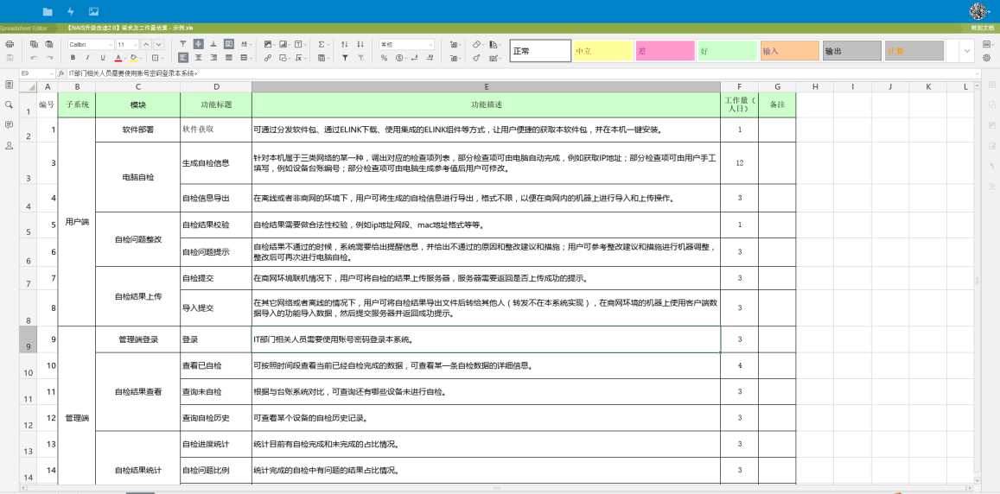 Spreadsheet Editor 【NAIS升级改造2.0】需求及工作量估算 - 示例.xls 转到文档
Calibri 11 常规 正常 中立 差 好 输入 输出 计算
E9 fx IT部门相关人员需要使用账号密码登录本系统。
A B C D E F G H I J K L
1 编号 子系统 模块 功能标题 功能描述 工作量（
人日） 备注
2 1 软件部署 软件获取 可通过分发软件包、通过ELINK下载、使用集成的ELINK组件等方式，让用户便捷的获取本软件包，并在本机一键安装。 1
3 3 电脑自检 生成自检信息 针对本机属于三类网络的某一种，调出对应的检查项列表，部分检查项可由电脑自动完成，例如获取IP地址；部分检查项可由用户手工
填写，例如设备台账编号；部分检查项可由电脑生成参考值后用户可修改。 12
4 4 自检信息导出 在离线或者非商网的环境下，用户可将生成的自检信息进行导出，格式不限，以便在商网内的机器上进行导入和上传操作。 3
用户端
5 5 自检问题整改 自检结果校验 自检结果需要做合法性校验，例如ip地址网段、mac地址格式等等。 1
6 6 自检问题提示 自检结果不通过的时候，系统需要给出提醒信息，并给出不通过的原因和整改建议和措施；用户可参考整改建议和措施进行机器调整，
整改后可再次进行电脑自检。 3
7 7 自检结果上传 自检提交 在商网环境联机情况下，用户可将自检的结果上传服务器，服务器需要返回是否上传成功的提示。 3
8 8 导入提交 在其它网络或者离线的情况下，用户可将自检结果导出文件后转给其他人（转发不在本系统实现），在商网环境的机器上使用客户端数
据导入的功能导入数据，然后提交服务器并返回成功提示。 3
9 9 管理端登录 登录 IT部门相关人员需要使用账号密码登录本系统。 3
10 10 查看已自检 可按照时间段查看当前已经自检完成的数据，可查看某一条自检数据的详细信息。 4
11 11 自检结果查看 查询未自检 根据与台账系统对比，可查询还有哪些设备未进行自检。 3
12 12 管理端 查询自检历史 可查看某个设备的自检历史记录。 3
13 13 自检进度统计 统计目前有自检完成和未完成的占比情况。 3
14 14 自检结果统计 自检问题比例 统计完成的自检中有问题的结果占比情况。 3